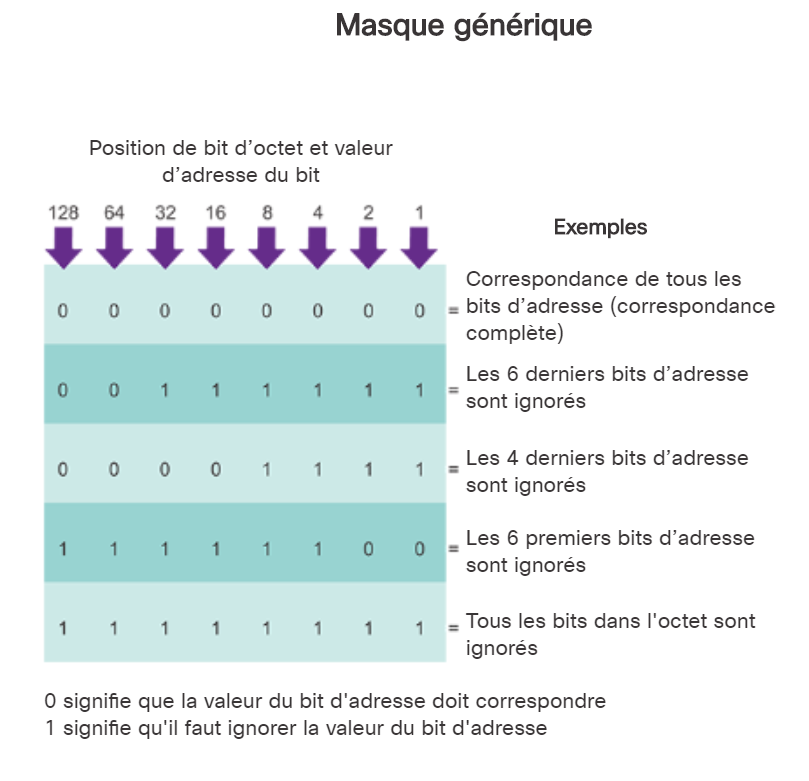 Masque générique
Position de bit d’octet et valeur
d’adresse du bit
128 64 32 16 8 4 2 1
Exemples
0 0 0 0 0 0 0 0 = Correspondance de tous les
bits d’adresse (correspondance
complète)
0 0 1 1 1 1 1 1 = Les 6 derniers bits d’adresse
sont ignorés
0 0 0 0 1 1 1 1 = Les 4 derniers bits d’adresse
sont ignorés
1 1 1 1 1 1 0 0 = Les 6 premiers bits d’adresse
sont ignorés
1 1 1 1 1 1 1 1 = Tous les bits dans l'octet sont
ignorés
0 signifie que la valeur du bit d'adresse doit correspondre
1 signifie qu'il faut ignorer la valeur du bit d'adresse